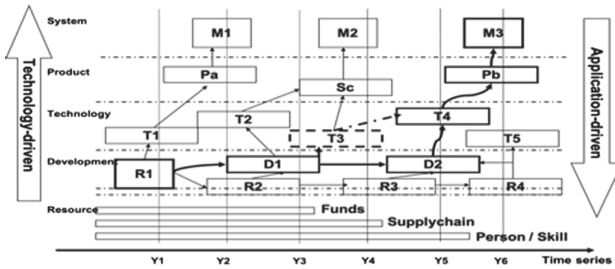 System
M1 M2 M3
Product
Pa Sc Pb
Technology
T1 T2 T3 T4 T5
Development
R1 D1 D2
R2 R3 R4
Resource
Funds
Supplychain
Person / Skill
Y1 Y2 Y3 Y4 Y5 Y6 Time series
Technology-driven
Application-driven